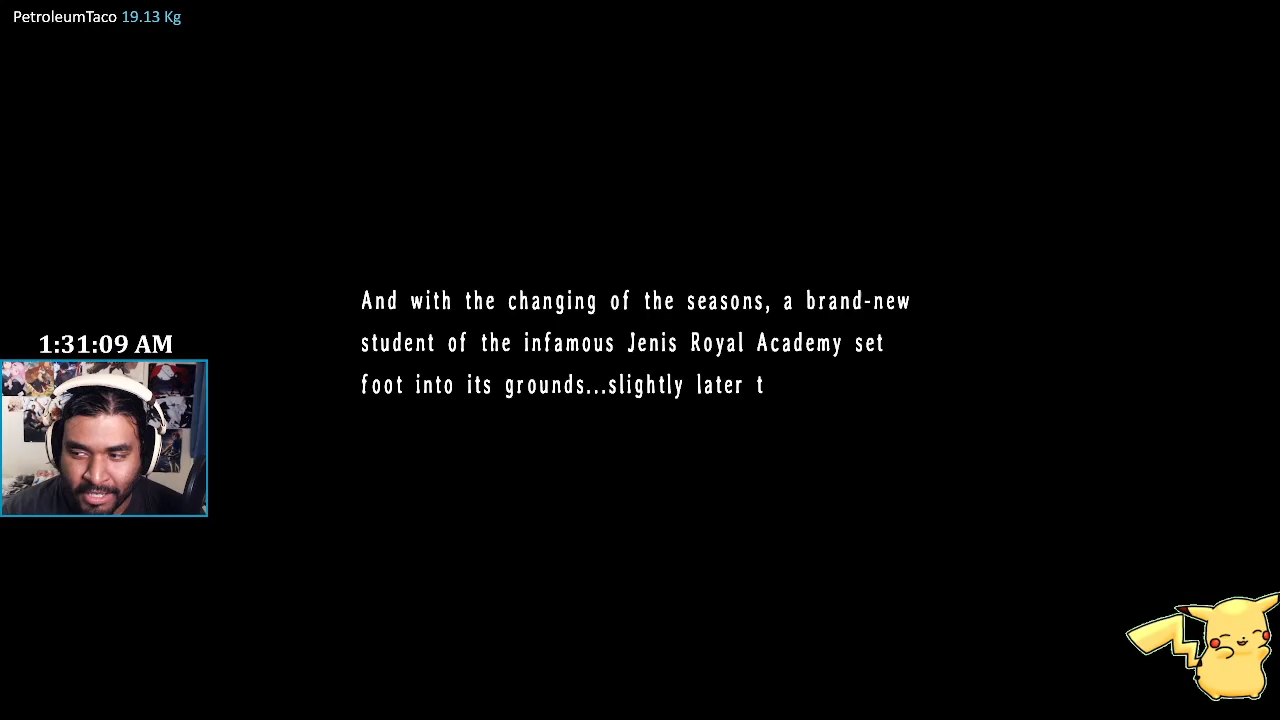 PetroleumTaco 19.13 Kg
And with the changing of the seasons, a brand-new
student of the infamous Jenis Royal Academy set
foot into its grounds...slightly later t
1:31:09 AM